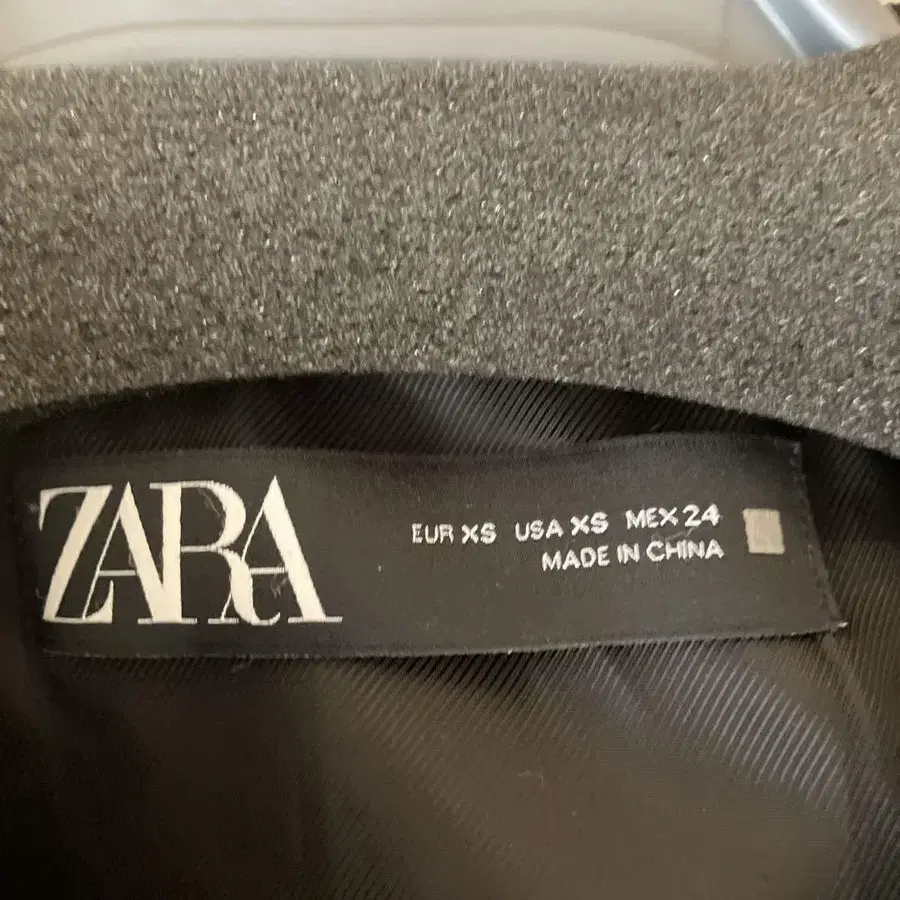 ZARA
EUR XS USA XS MEX 24
MADE IN CHINA